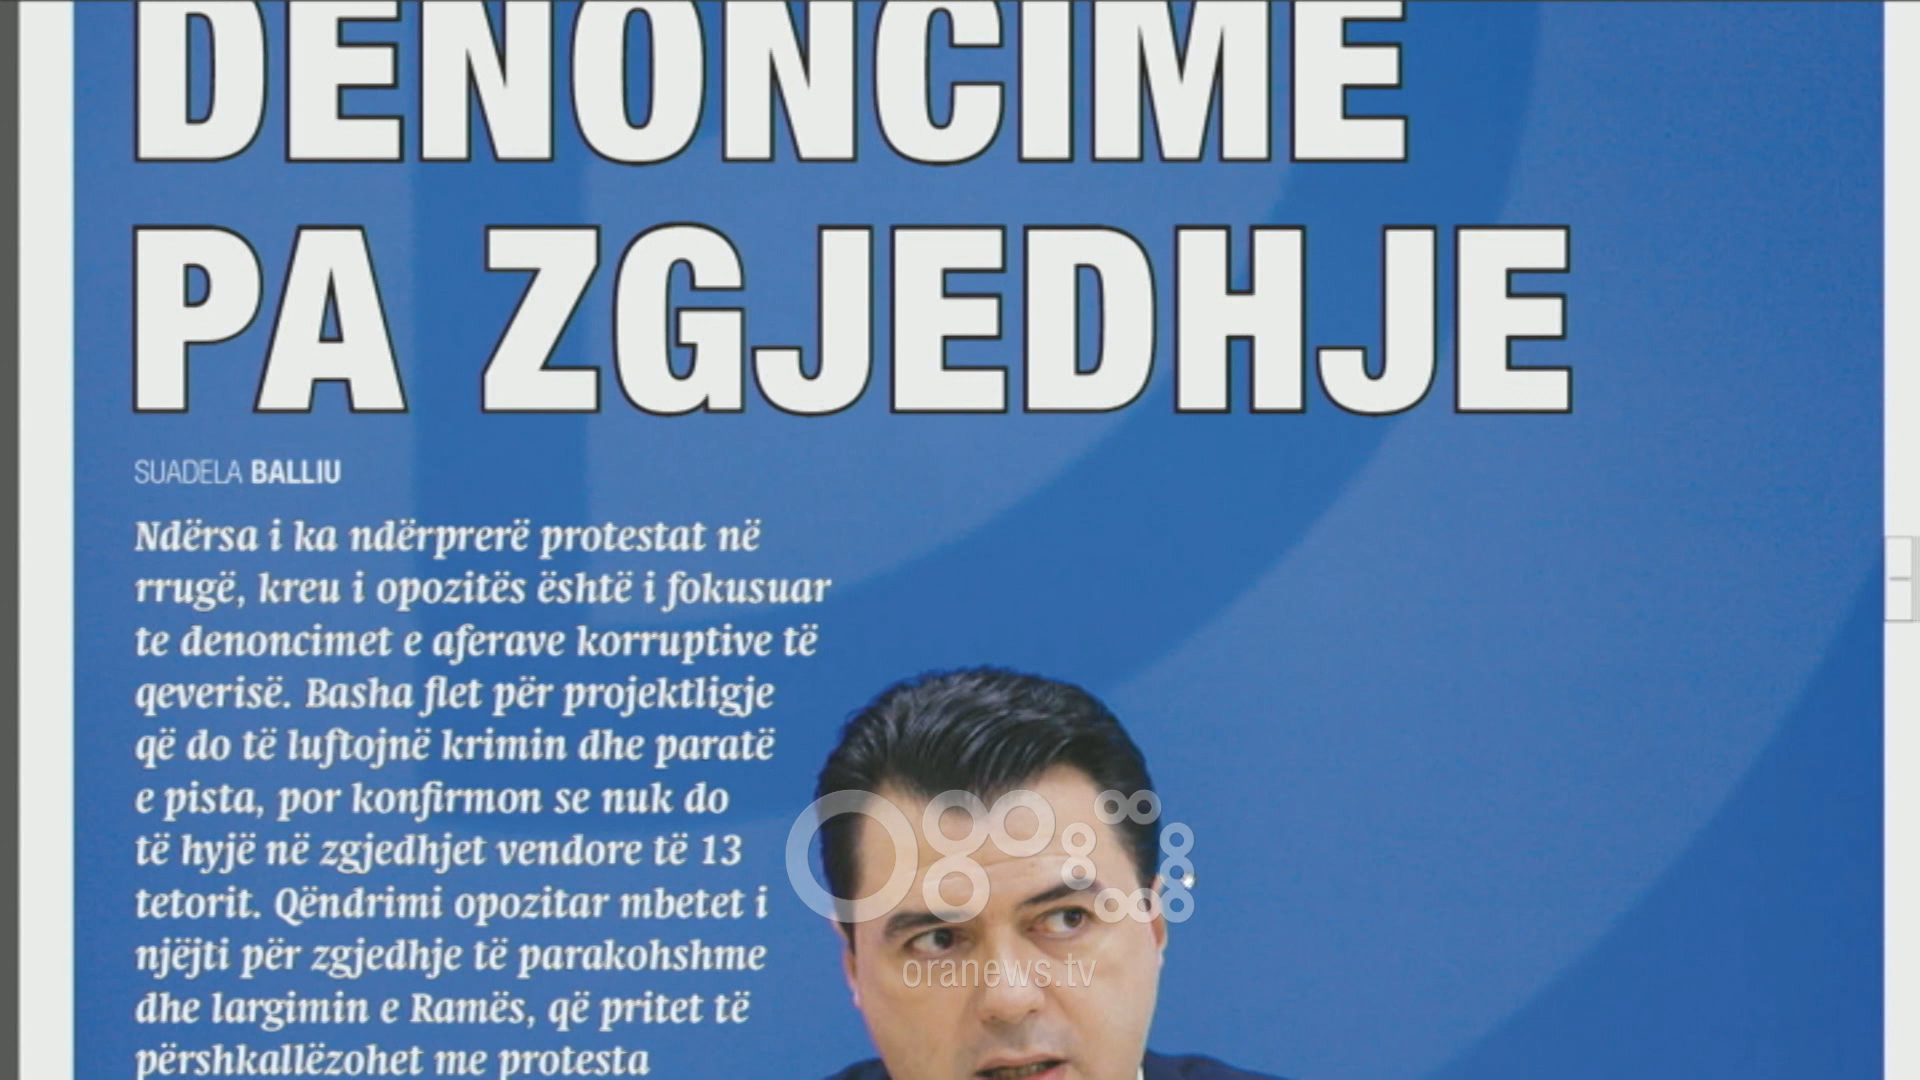 DENONCIME
PA ZGJEDHJE
SUADELA BALLIU
Ndërsa i ka ndërprerë protestat në
rrugë, kreu i opozitës është i fokusuar
te denoncimet e aferave korruptive të
qeverisë. Basha flet për projektligje
që do të luftojnë krimin dhe paratë
e pista, por konfirmon se nuk do
të hyjë në zgjedhjet vendore të 13
tetorit. Qëndrimi opozitar mbetet i
njëjti për zgjedhje të parakohshme
dhe largimin e Ramës, që pritet të
përshkallëzohet me protesta
oranews.tv